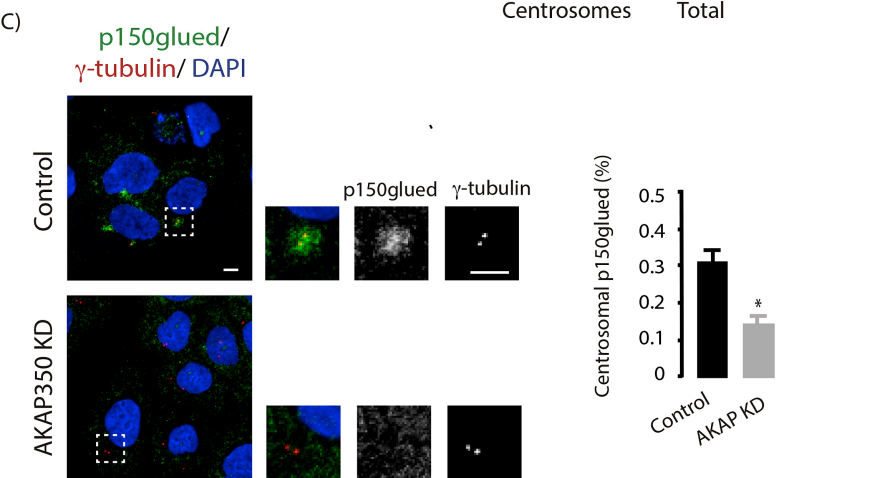 C)
Centrosomes Total
p150glued/
γ-tubulin/ DAPI
Control
p150glued γ-tubulin
AKAP350 KD
Centrosomal p150glued (%)
0.5
0.4
0.3
0.2
0.1
0
*
Control
AKAP KD